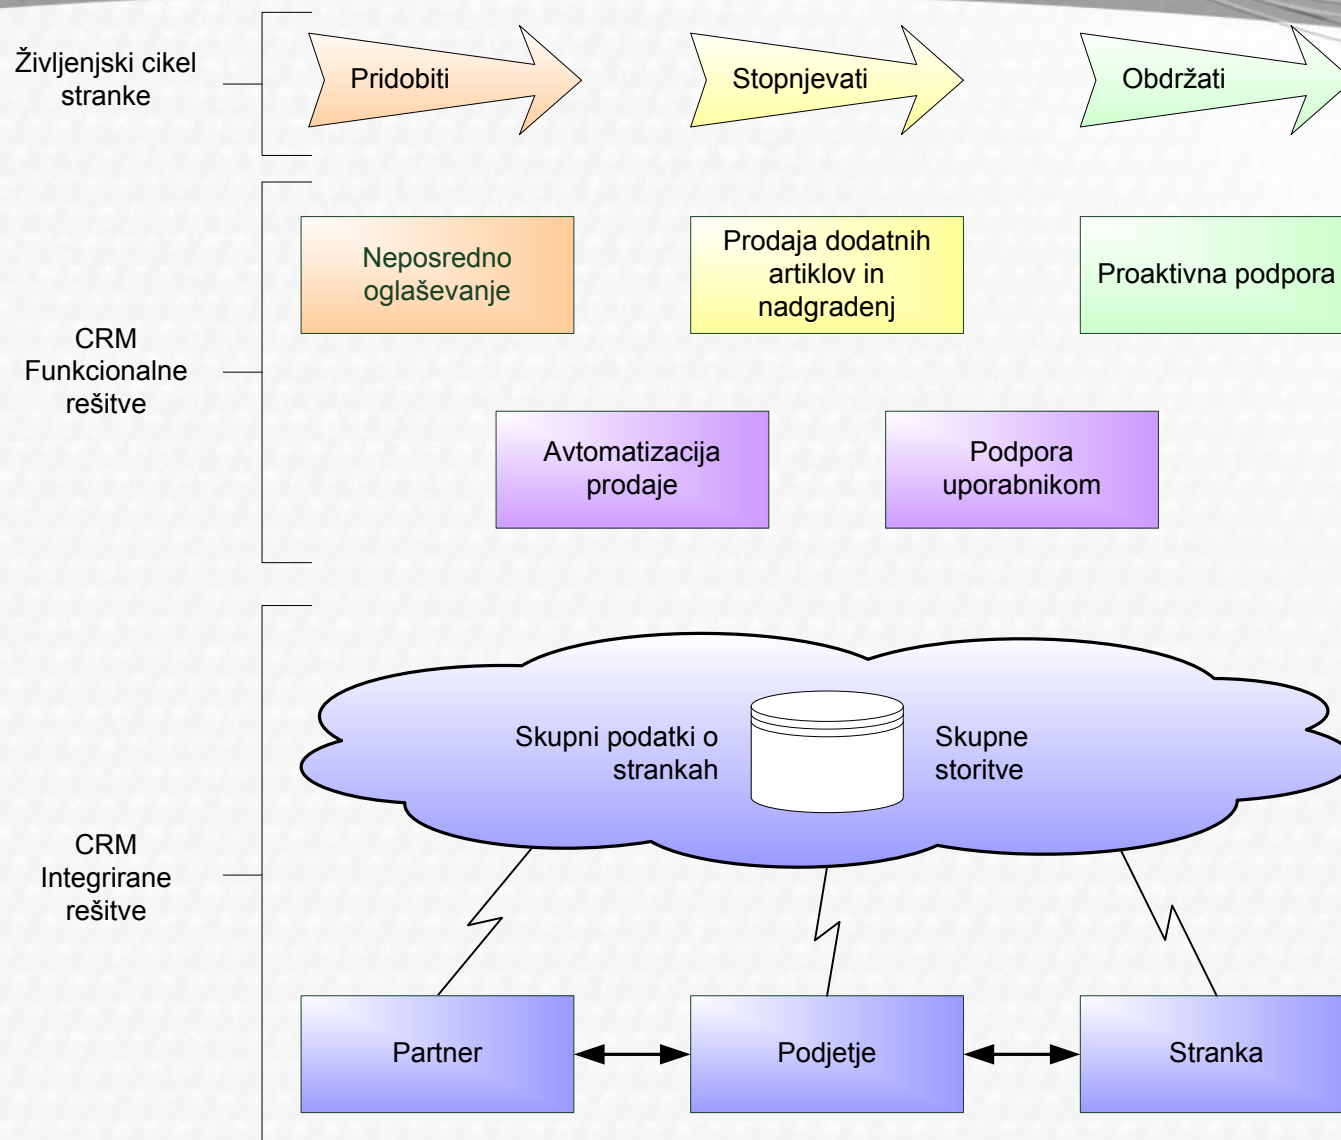 Življenjski cikel
stranke
Pridobiti
Stopnjevati
Obdržati
CRM
Funkcionalne
rešitve
Neposredno
oglaševanje
Prodaja dodatnih
artiklov in
nadgradenj
Proaktivna podpora
Avtomatizacija
prodaje
Podpora
uporabnikom
CRM
Integrirane
rešitve
Skupni podatki o
strankah
Skupne
storitve
Partner
Podjetje
Stranka